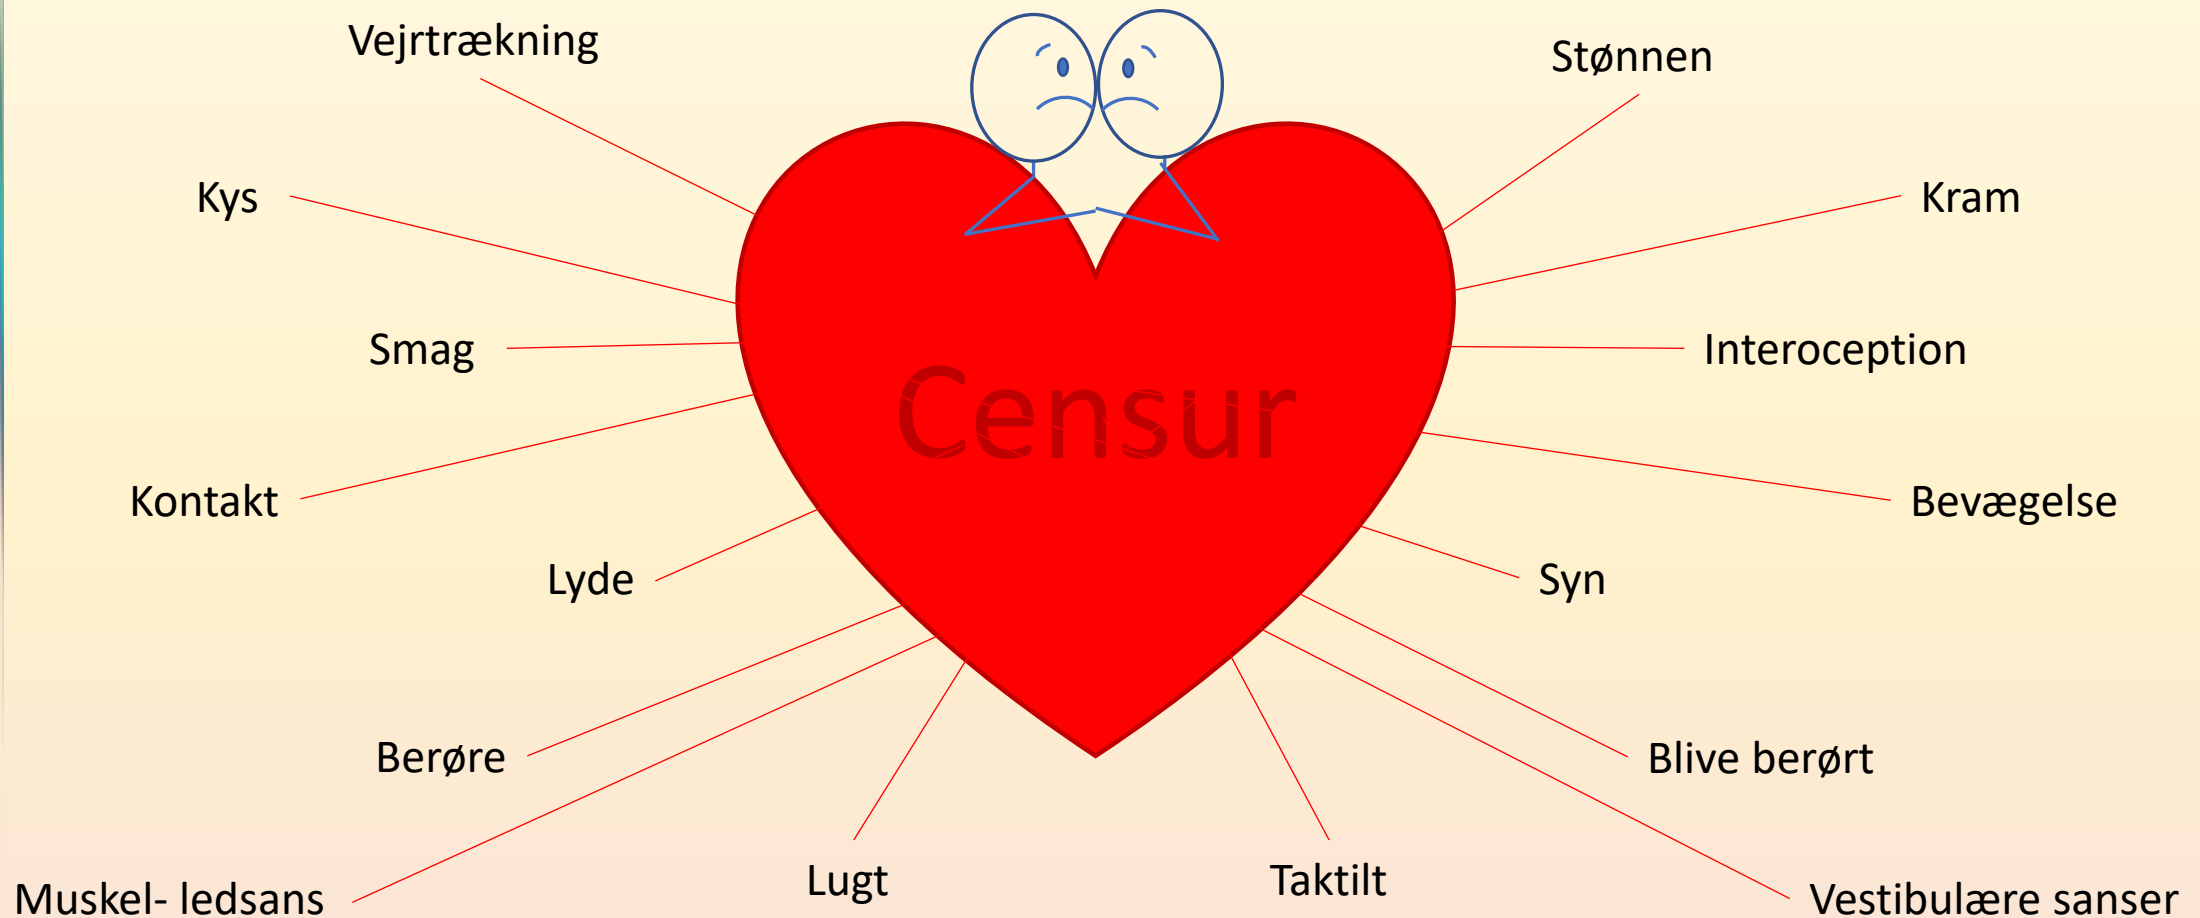 Vejrtrækning
Stønnen
Kys
Kram
Smag
Interoception
Censur
Kontakt
Bevægelse
Lyde
Syn
Berøre
Blive berørt
Lugt
Taktilt
Muskel- ledsans
Vestibulære sanser